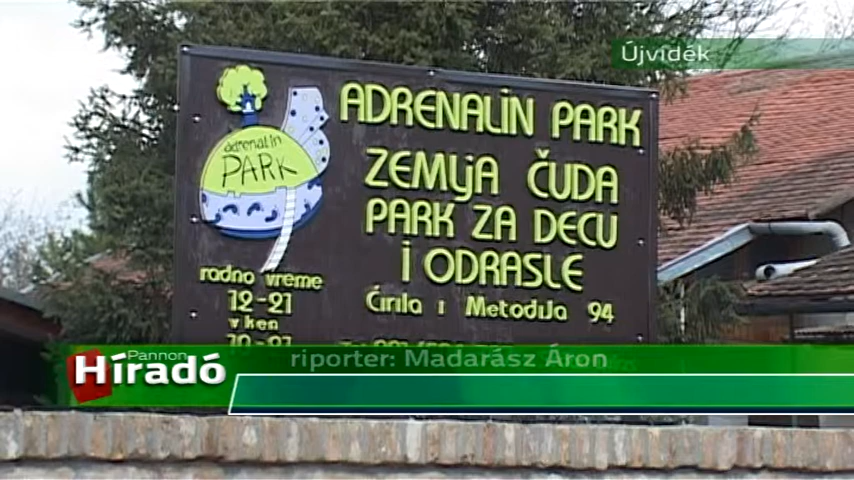 Újvidék
ADRENALIN PARK
adrenalin
PARK
ZEMLJA ČUDA
PARK ZA DECU
I ODRASLE
radno vreme
12-21
vikend
Ćirila i Metodija 94
Pannon
Híradó
riporter: Madarász Áron